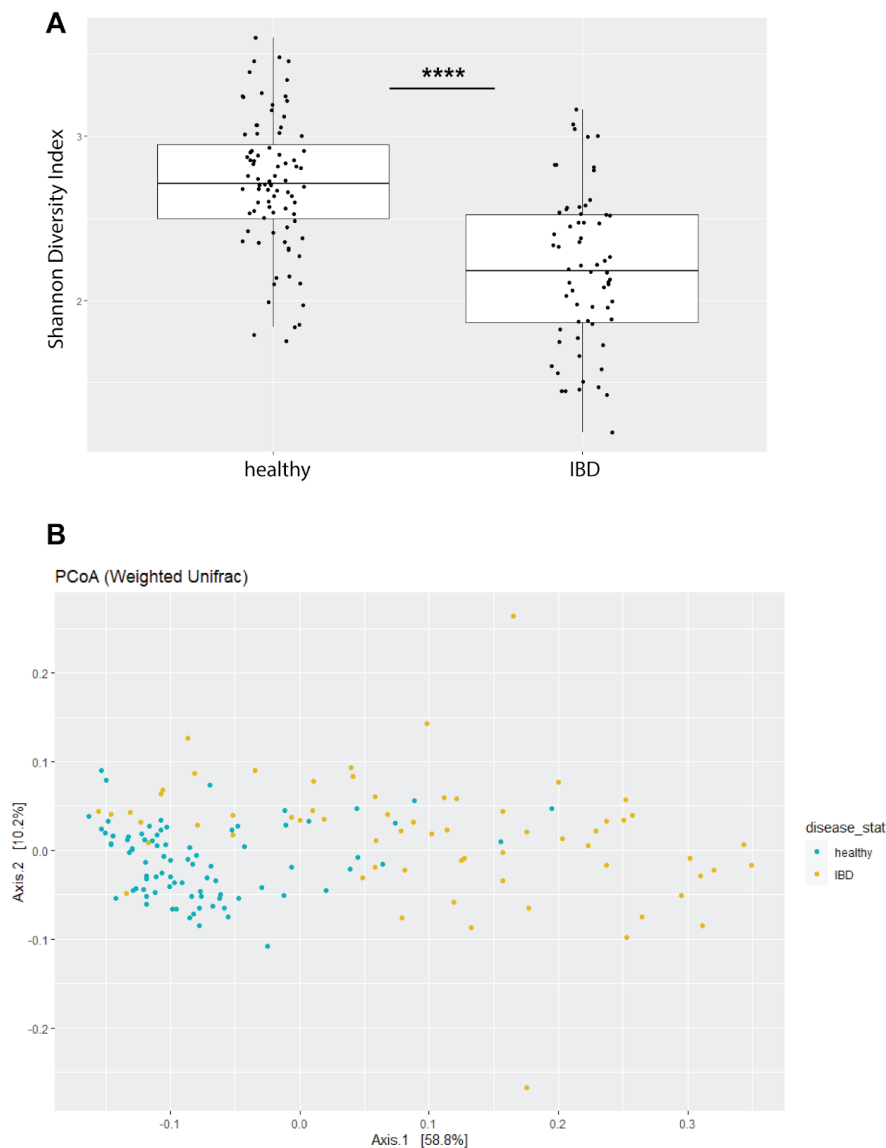 A
****
Shannon Diversity Index
3
2
healthy
IBD
B
PCoA (Weighted Unifrac)
Axis.2 [10.2%]
0.2
0.1
0.0
-0.1
-0.2
-0.1
0.0
0.1
0.2
0.3
Axis.1 [58.8%]
disease_stat
healthy
IBD